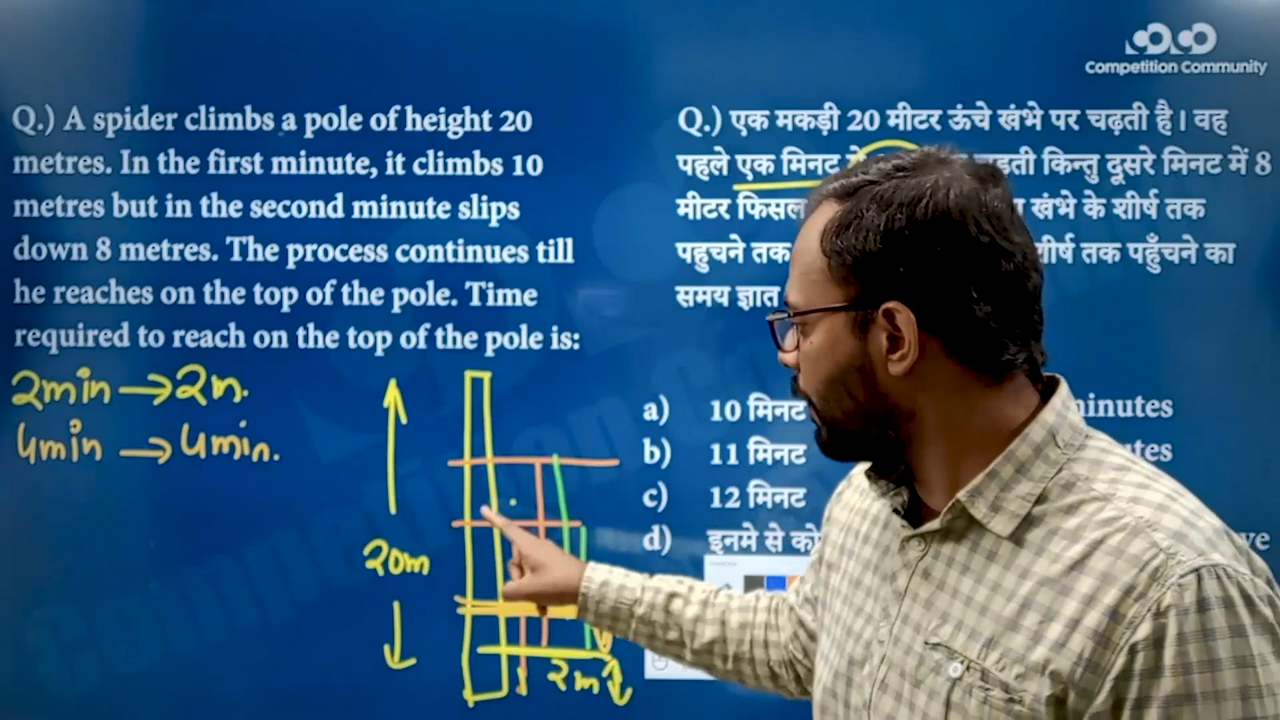 Competition Community
Q.) A spider climbs a pole of height 20
metres. In the first minute, it climbs 10
metres but in the second minute slips
down 8 metres. The process continues till
he reaches on the top of the pole. Time
required to reach on the top of the pole is:
2min → 2m.
4min → 4min.
20m
2m
Q.) एक मकड़ी 20 मीटर ऊंचे खंभे पर चढ़ती है। वह
पहले एक मिनट किन्तु दूसरे मिनट में 8
मीटर फिसल खंभे के शीर्ष तक
पहुचने तक शीर्ष तक पहुँचने का
समय ज्ञात
a) 10 मिनट minutes
b) 11 मिनट
c) 12 मिनट
d) इनमे से